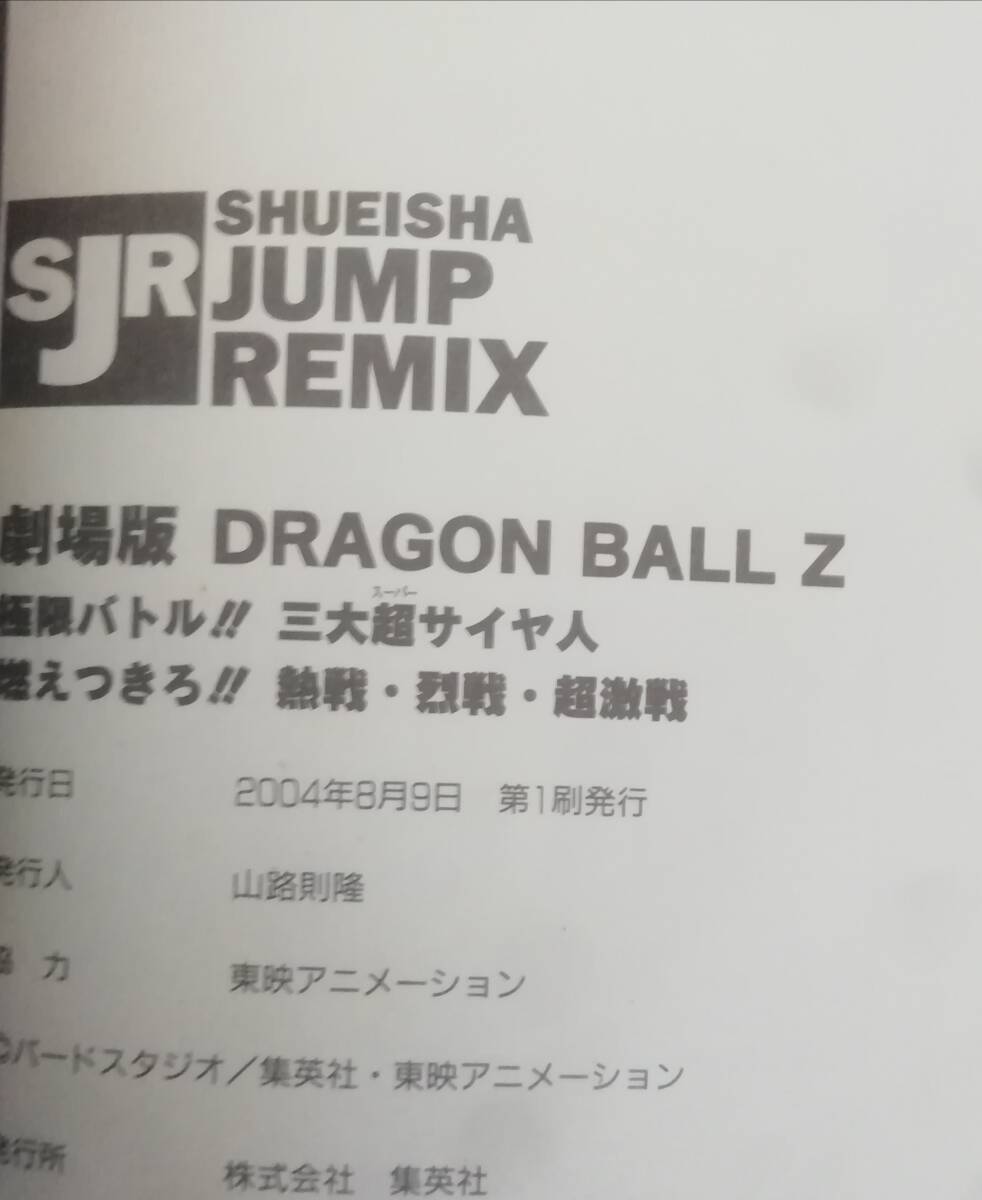 SJR
SHUEISHA
JUMP
REMIX
劇場版 DRAGON BALL Z
極限バトル!! 三大超サイヤ人
スーパー
燃えつきろ!! 熱戦・烈戦・超激戦
発行日 2004年8月9日 第1刷発行
発行人 山路則隆
協力 東映アニメーション
©バードスタジオ/集英社・東映アニメーション
発行所 株式会社 集英社